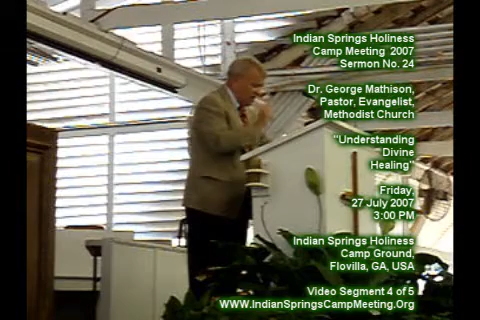 Indian Springs Holiness
Camp Meeting 2007
Sermon No. 24
Dr. George Mathison,
Pastor, Evangelist,
Methodist Church
"Understanding
"Divine
Healing"
Friday,
27 July 2007
3:00 PM
Indian Springs Holiness
Camp Ground,
Flovilla, GA, USA
Video Segment 4 of 5
www.IndianSpringsCampMeeting.Org